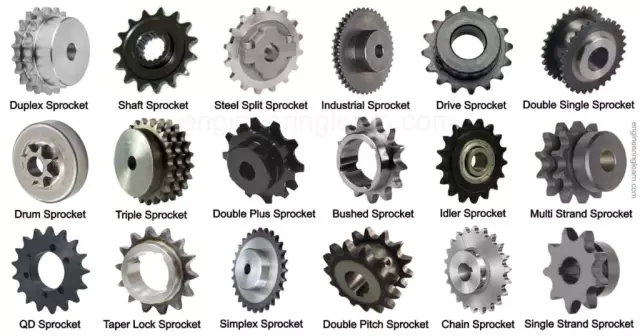 Duplex Sprocket
Shaft Sprocket
Steel Split Sprocket
Industrial Sprocket
Drive Sprocket
Double Single Sprocket
engineeringlearn.com
Drum Sprocket
Triple Sprocket
Double Plus Sprocket
Bushed Sprocket
Idler Sprocket
Multi Strand Sprocket
engineeringlearn.com
QD Sprocket
Taper Lock Sprocket
Simplex Sprocket
Double Pitch Sprocket
Chain Sprocket
Single Strand Sprocket